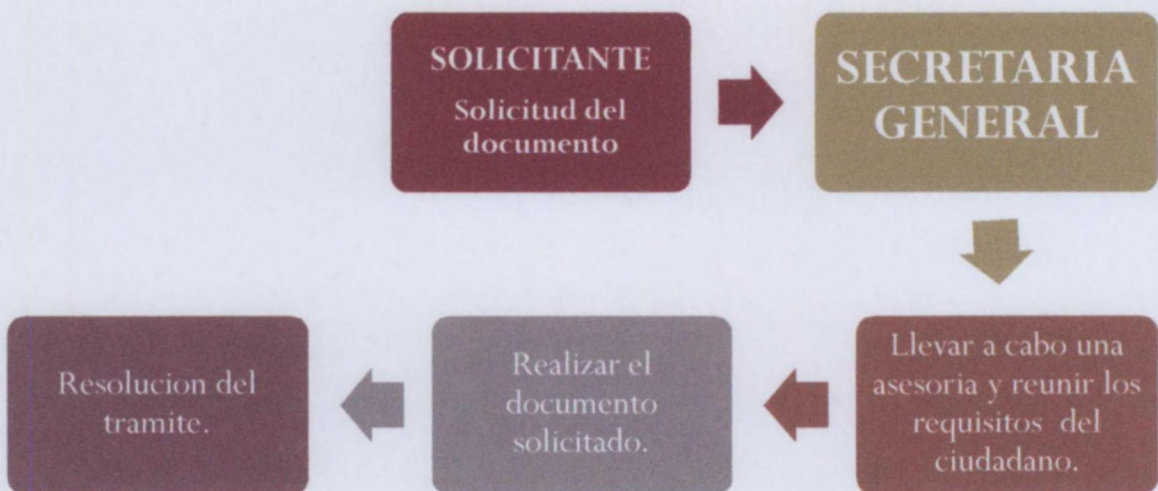 SOLICITANTE
Solicitud del
documento
SECRETARIA
GENERAL
Llevar a cabo una
asesoria y reunir los
requisitos del
ciudadano.
Realizar el
documento
solicitado.
Resolucion del
tramite.